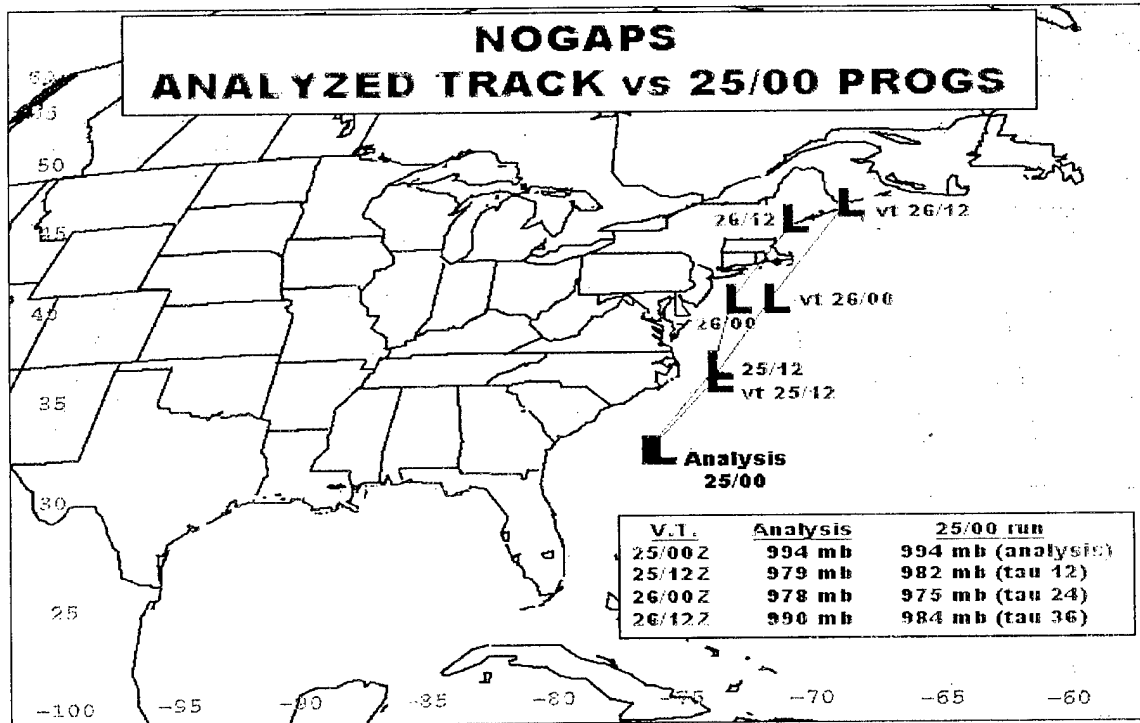 NOGAPS
ANALYZED TRACK vs 25/00 PROGS
50
45
40
35
30
25
26/12
vt 26/12
L
L
26/00
vt 26/00
L
L
25/12
vt 25/12
L
L
L Analysis
25/00
V.T. Analysis 25/00 run
25/00Z 994 mb 994 mb (analysis)
25/12Z 979 mb 982 mb (tau 12)
26/00Z 978 mb 975 mb (tau 24)
26/12Z 990 mb 984 mb (tau 36)
-100 -95 -90 -85 -80 -75 -70 -65 -60